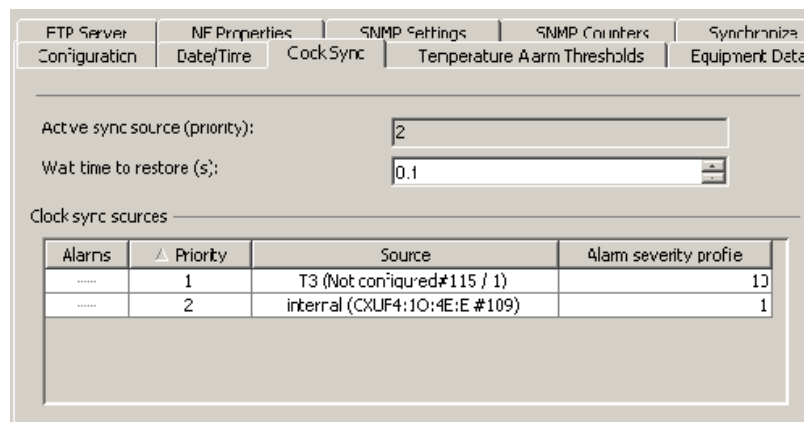 FTP Server NE Properties SNMP Settings SNMP Counters Synchronize
Configuration Date/Time Clock Sync Temperature Alarm Thresholds Equipment Data
Active sync source (priority): 2
Wait time to restore (s): 0.1
Clock sync sources
Alarms Priority Source Alarm severity profile
1 T3 (Not configured#115 / 1) 10
2 internal (CXUF4:1O:4E:E #109) 1